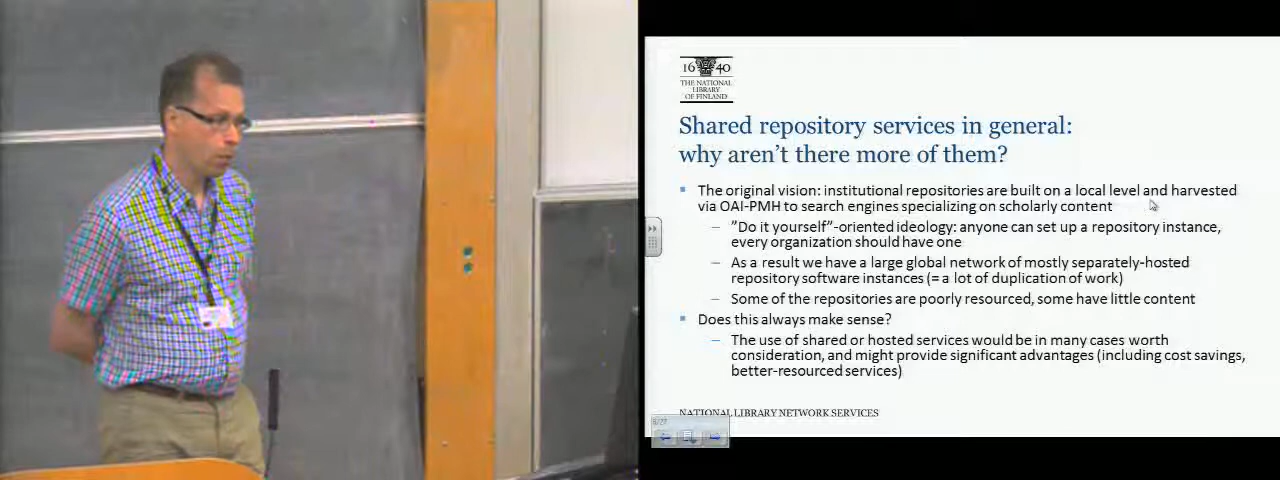 16 40
THE NATIONAL
LIBRARY
OF FINLAND
Shared repository services in general:
why aren't there more of them?
The original vision: institutional repositories are built on a local level and harvested
via OAI-PMH to search engines specializing on scholarly content
– "Do it yourself"-oriented ideology: anyone can set up a repository instance,
every organization should have one
– As a result we have a large global network of mostly separately-hosted
repository software instances (= a lot of duplication of work)
– Some of the repositories are poorly resourced, some have little content
Does this always make sense?
– The use of shared or hosted services would be in many cases worth
consideration, and might provide significant advantages (including cost savings,
better-resourced services)
NATIONAL LIBRARY NETWORK SERVICES